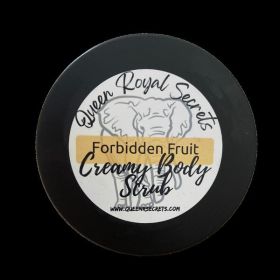 Queen Royal Secrets
Forbidden Fruit
Creamy Body
Scrub
WWW.QUEENRSECRETS.COM